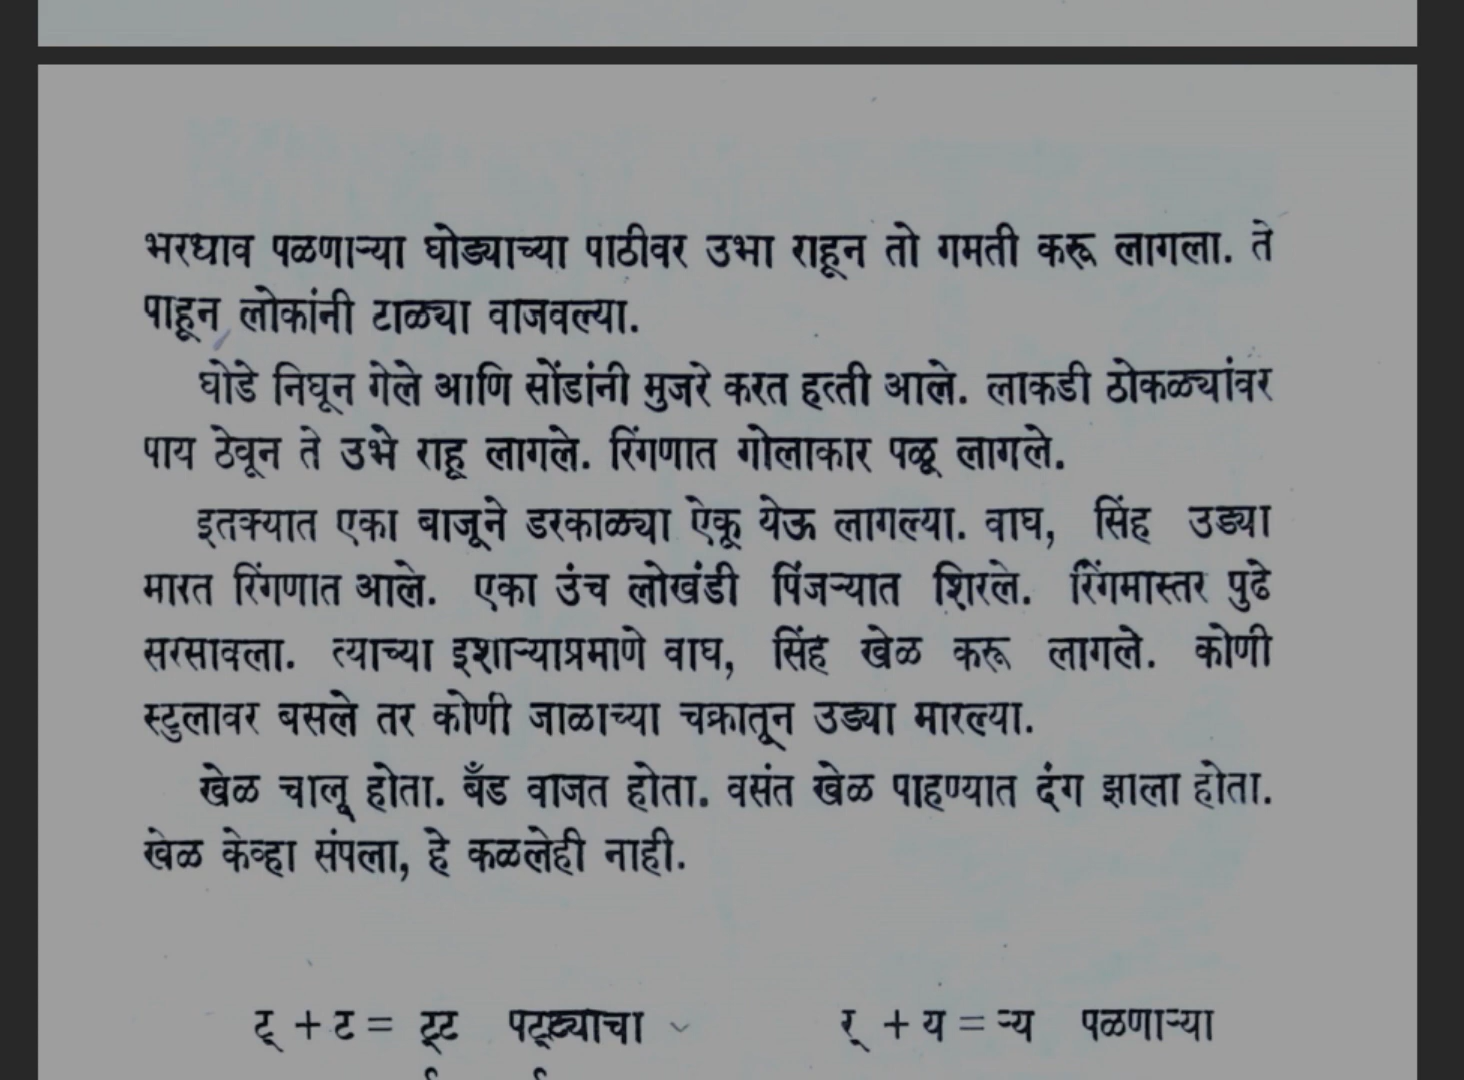 भरधाव पळणाऱ्या घोड्याच्या पाठीवर उभा राहून तो गमती करू लागला. ते
पाहून लोकांनी टाळ्या वाजवल्या.
घोडे निघून गेले आणि सोंडांनी मुजरे करत हत्ती आले. लाकडी ठोकळ्यांवर
पाय ठेवून ते उभे राहू लागले. रिंगणात गोलाकार पळू लागले.
इतक्यात एका बाजूने डरकाळ्या ऐकू येऊ लागल्या. वाघ, सिंह उड्या
मारत रिंगणात आले. एका उंच लोखंडी पिंजऱ्यात शिरले. रिंगमास्तर पुढे
सरसावला. त्याच्या इशाऱ्याप्रमाणे वाघ, सिंह खेळ करू लागले. कोणी
स्टुलावर बसले तर कोणी जाळाच्या चक्रातून उड्या मारल्या.
खेळ चालू होता. बँड वाजत होता. वसंत खेळ पाहण्यात दंग झाला होता.
खेळ केव्हा संपला, हे कळलेही नाही.
ट् + ट = ट्ट पट्ट्याचा र् + य = ऱ्य पळणाऱ्या